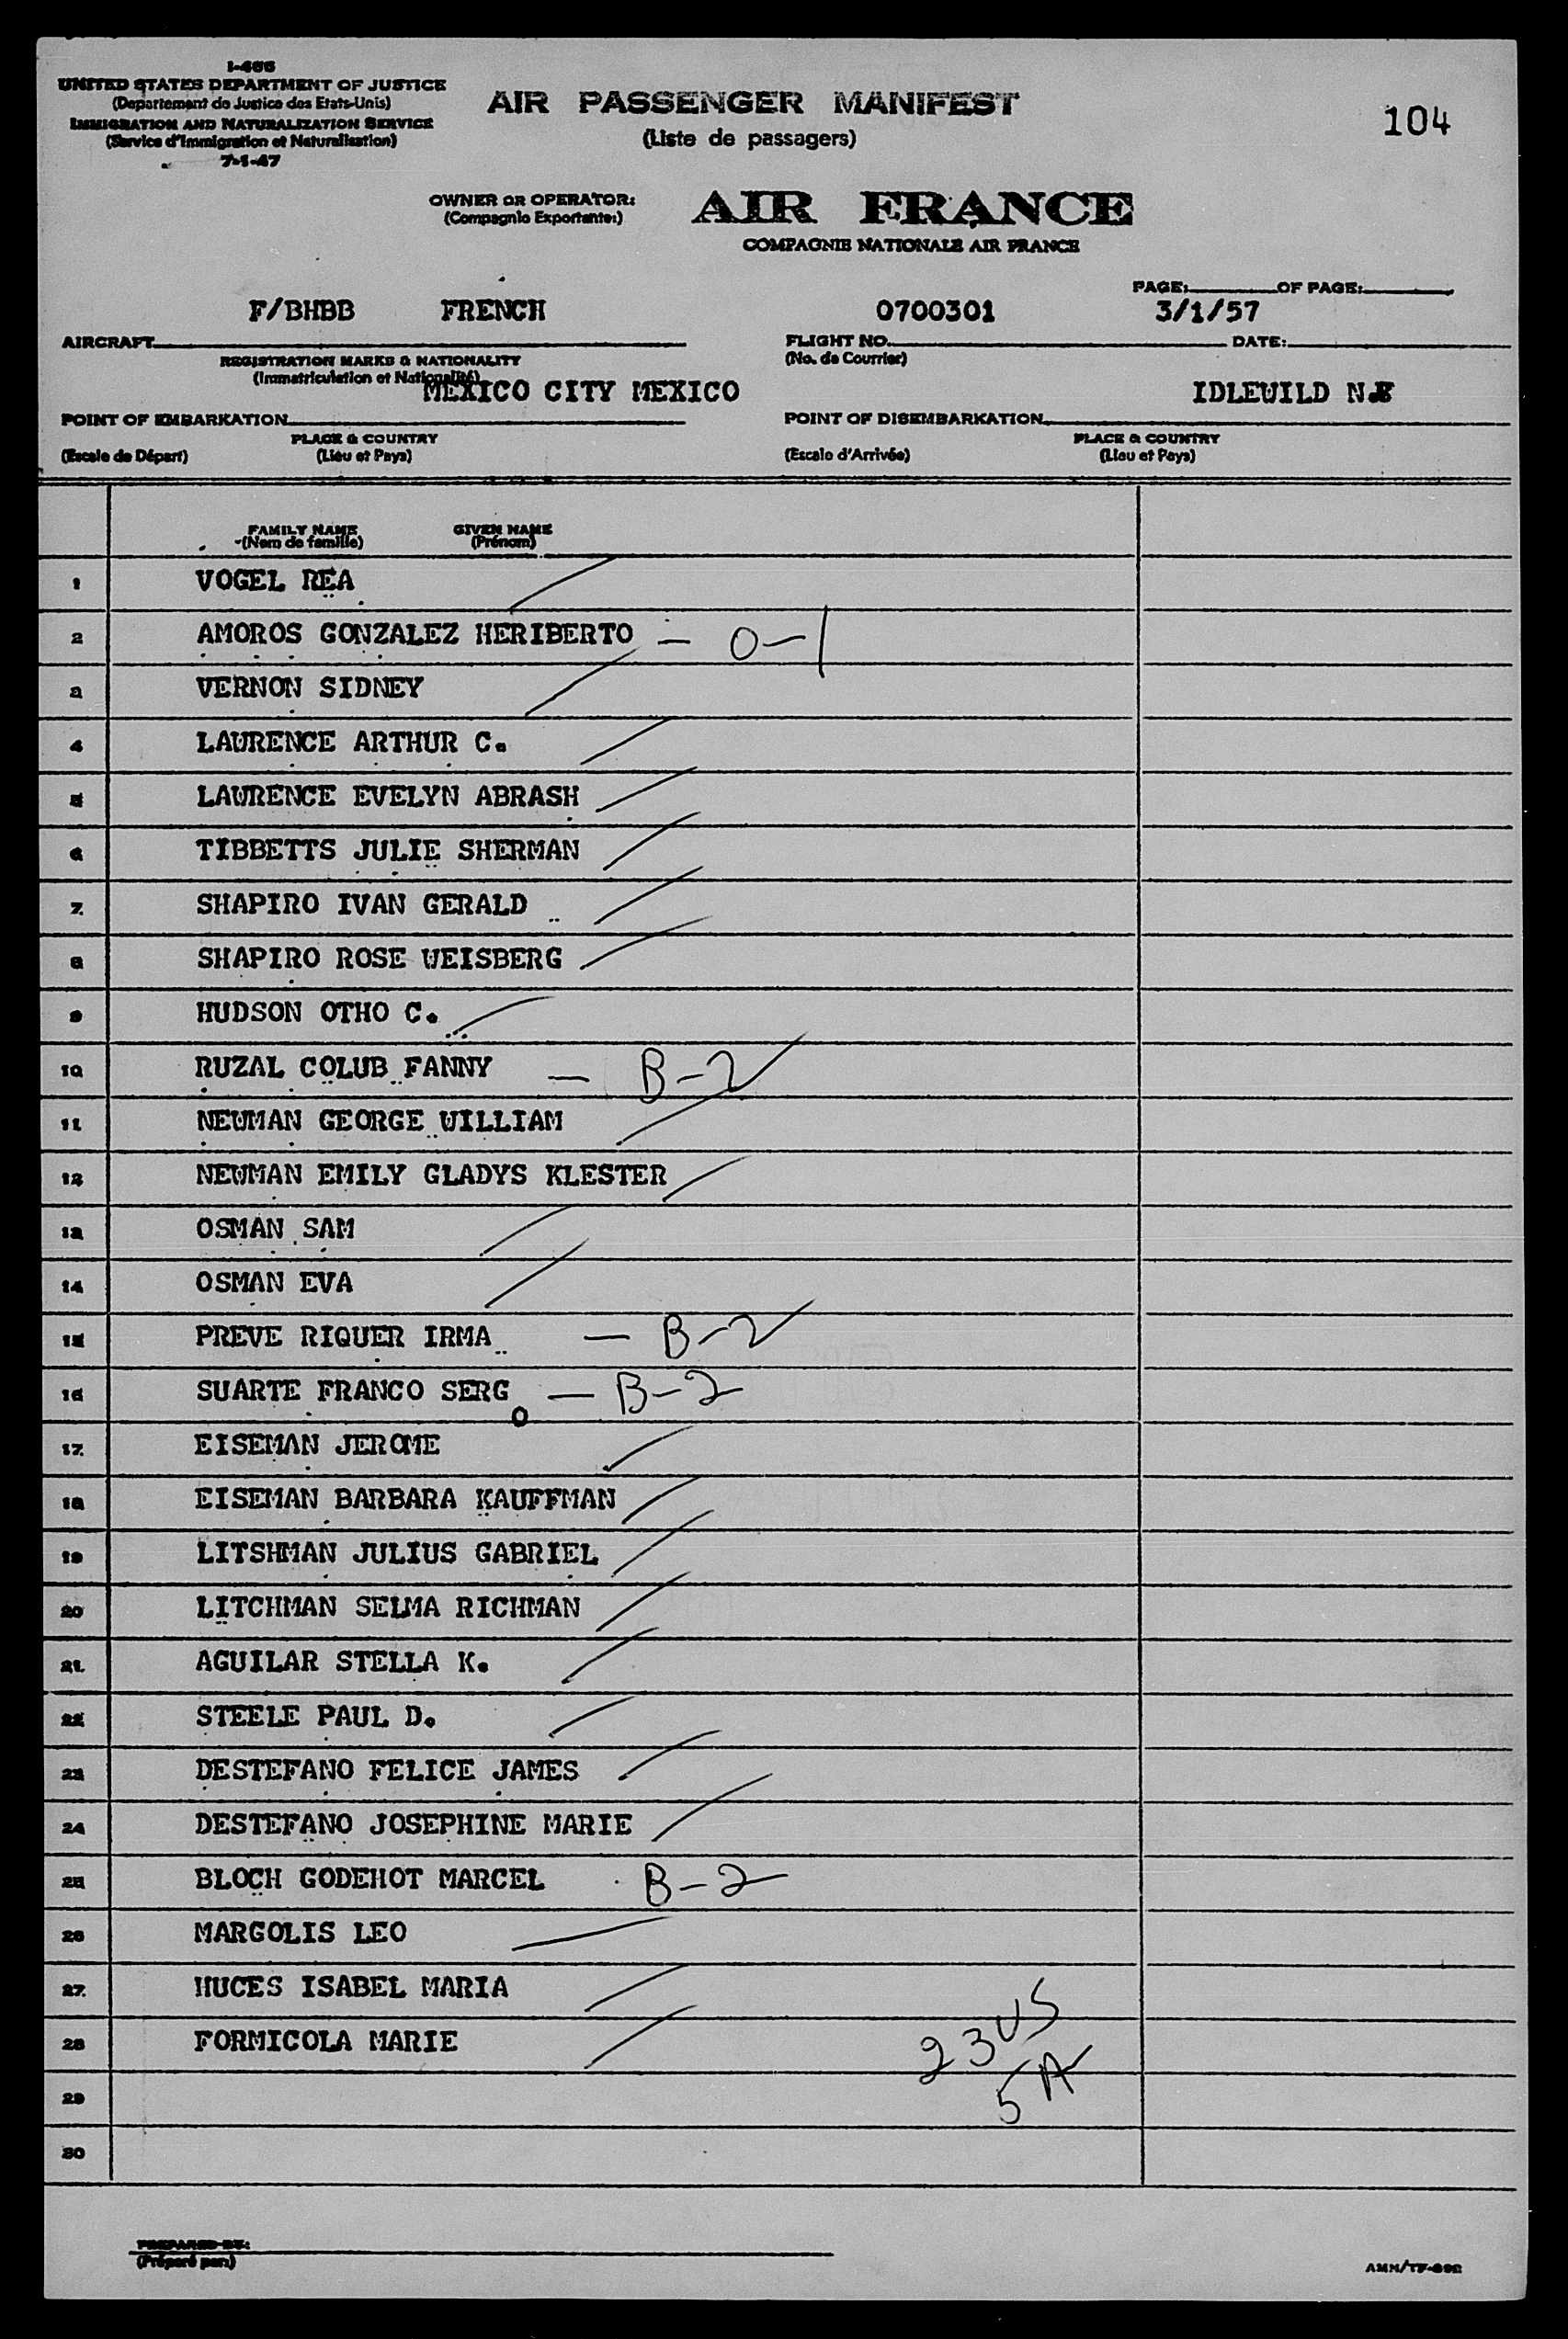 I-466
UNITED STATES DEPARTMENT OF JUSTICE
(Departement de Justice des Etats-Unis)
IMMIGRATION AND NATURALIZATION SERVICE
(Service d'Immigration et Naturalisation)
7-1-47
AIR PASSENGER MANIFEST
(Liste de passagers)
104
OWNER OR OPERATOR:
(Compagnie Exportante:)
AIR FRANCE
COMPAGNIE NATIONALE AIR FRANCE
PAGE: OF PAGE:
F/BHBB FRENCH 0700301 3/1/57
AIRCRAFT FLIGHT NO. DATE:
REGISTRATION MARKS & NATIONALITY (No. de Courrier)
(Immatriculation et Nationalité)
MEXICO CITY MEXICO IDLEWILD N.Y
POINT OF EMBARKATION POINT OF DISEMBARKATION
PLACE & COUNTRY PLACE & COUNTRY
(Escale de Départ) (Lieu et Pays) (Escale d'Arrivée) (Lieu et Pays)
FAMILY NAME GIVEN NAME
(Nom de famille) (Prénom)
1 VOGEL REA
2 AMOROS GONZALEZ HERIBERTO — O-1
3 VERNON SIDNEY
4 LAURENCE ARTHUR C.
5 LAWRENCE EVELYN ABRASH
6 TIBBETTS JULIE SHERMAN
7 SHAPIRO IVAN GERALD
8 SHAPIRO ROSE WEISBERG
9 HUDSON OTHO C.
10 RUZAL COLUB FANNY — B-2
11 NEWMAN GEORGE WILLIAM
12 NEWMAN EMILY GLADYS KLESTER
13 OSMAN SAM
14 OSMAN EVA
15 PREVE RIQUER IRMA — B-2
16 SUARTE FRANCO SERGO — B-2
17 EISEMAN JEROME
18 EISEMAN BARBARA KAUFFMAN
19 LITSHMAN JULIUS GABRIEL
20 LITCHMAN SELMA RICHMAN
21 AGUILAR STELLA K.
22 STEELE PAUL D.
23 DESTEFANO FELICE JAMES
24 DESTEFANO JOSEPHINE MARIE
25 BLOCH GODEHOT MARCEL B-2
26 MARGOLIS LEO
27 HUCES ISABEL MARIA
28 FORMICOLA MARIE
23 US
5 A
29
30
PREPARED BY:
(Préparé par:)